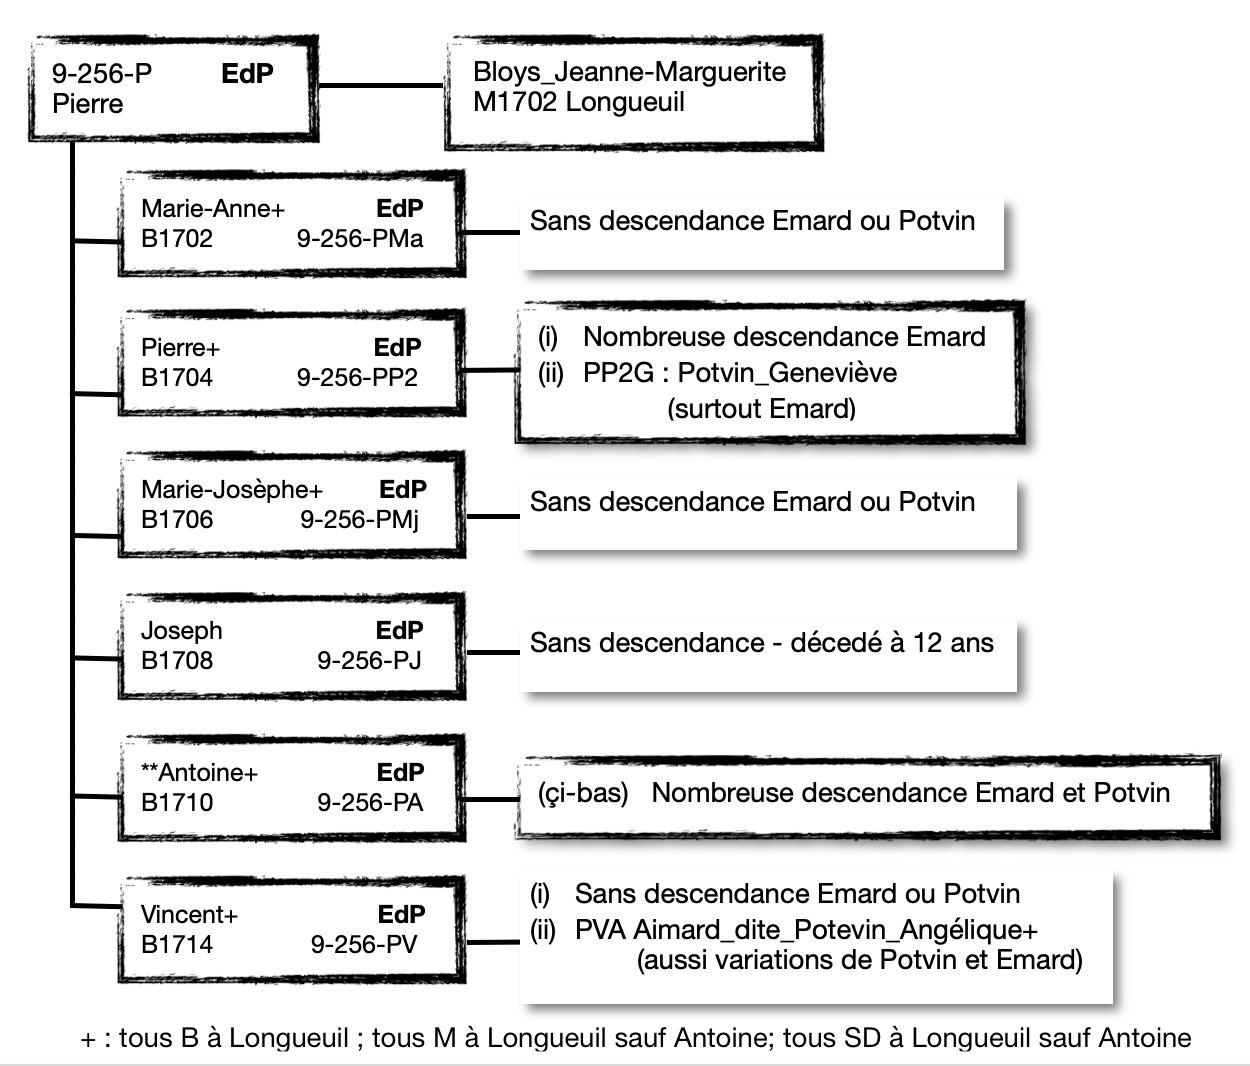 9-256-P EdP
Pierre
Bloys_Jeanne-Marguerite
M1702 Longueuil
Marie-Anne+ EdP
B1702 9-256-PMa
Sans descendance Emard ou Potvin
Pierre+ EdP
B1704 9-256-PP2
(i) Nombreuse descendance Emard
(ii) PP2G : Potvin_Geneviève
(surtout Emard)
Marie-Josèphe+ EdP
B1706 9-256-PMj
Sans descendance Emard ou Potvin
Joseph EdP
B1708 9-256-PJ
Sans descendance - décedé à 12 ans
**Antoine+ EdP
B1710 9-256-PA
(çi-bas) Nombreuse descendance Emard et Potvin
Vincent+ EdP
B1714 9-256-PV
(i) Sans descendance Emard ou Potvin
(ii) PVA Aimard_dite_Potevin_Angélique+
(aussi variations de Potvin et Emard)
+ : tous B à Longueuil ; tous M à Longueuil sauf Antoine; tous SD à Longueuil sauf Antoine